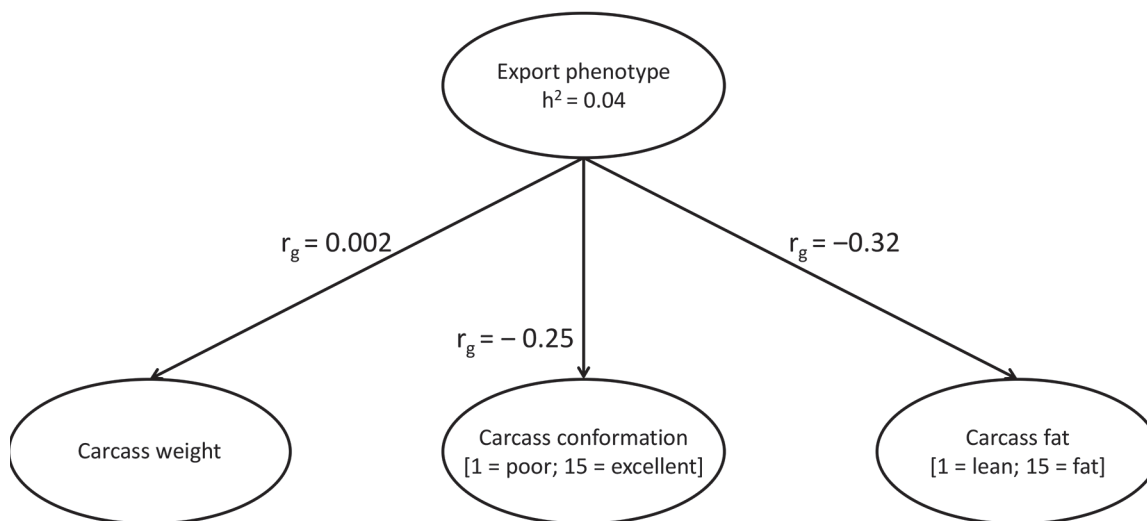 Export phenotype
h² = 0.04
r_g = 0.002
r_g = −0.32
r_g = − 0.25
Carcass weight
Carcass conformation
[1 = poor; 15 = excellent]
Carcass fat
[1 = lean; 15 = fat]